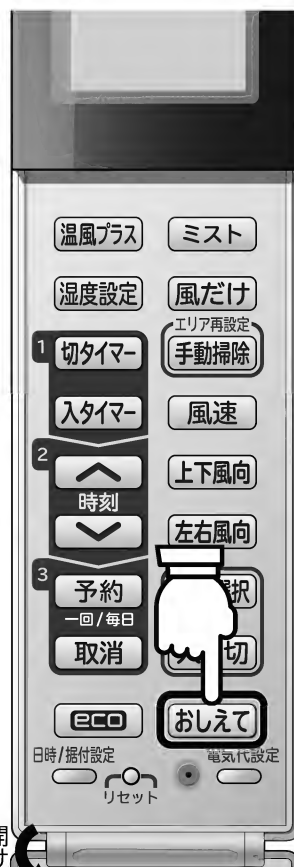 温風プラス
ミスト
湿度設定
風だけ
エリア再設定
1
切タイマー
手動掃除
入タイマー
風速
2
時刻
上下風向
左右風向
3
予約
一回/毎日
択
取消
切
eco
おしえて
日時/据付設定
電気代設定
リセット
開
け